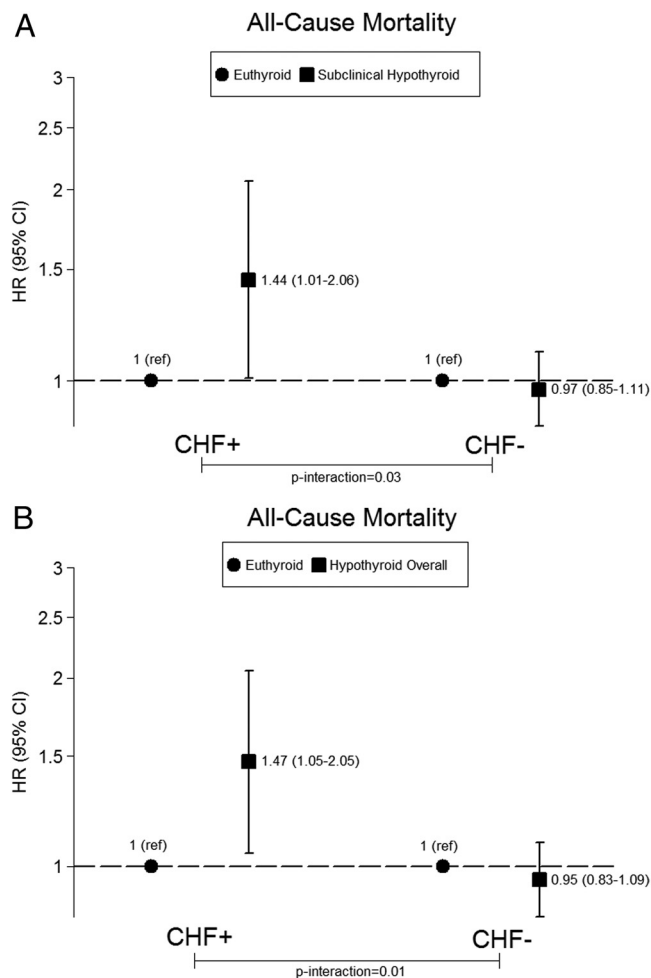 A
All-Cause Mortality
Euthyroid Subclinical Hypothyroid
HR (95% CI)
3
2.5
2
1.5
1
1 (ref)
1.44 (1.01-2.06)
1 (ref)
0.97 (0.85-1.11)
CHF+ CHF-
p-interaction=0.03
B
All-Cause Mortality
Euthyroid Hypothyroid Overall
HR (95% CI)
3
2.5
2
1.5
1
1 (ref)
1.47 (1.05-2.05)
1 (ref)
0.95 (0.83-1.09)
CHF+ CHF-
p-interaction=0.01